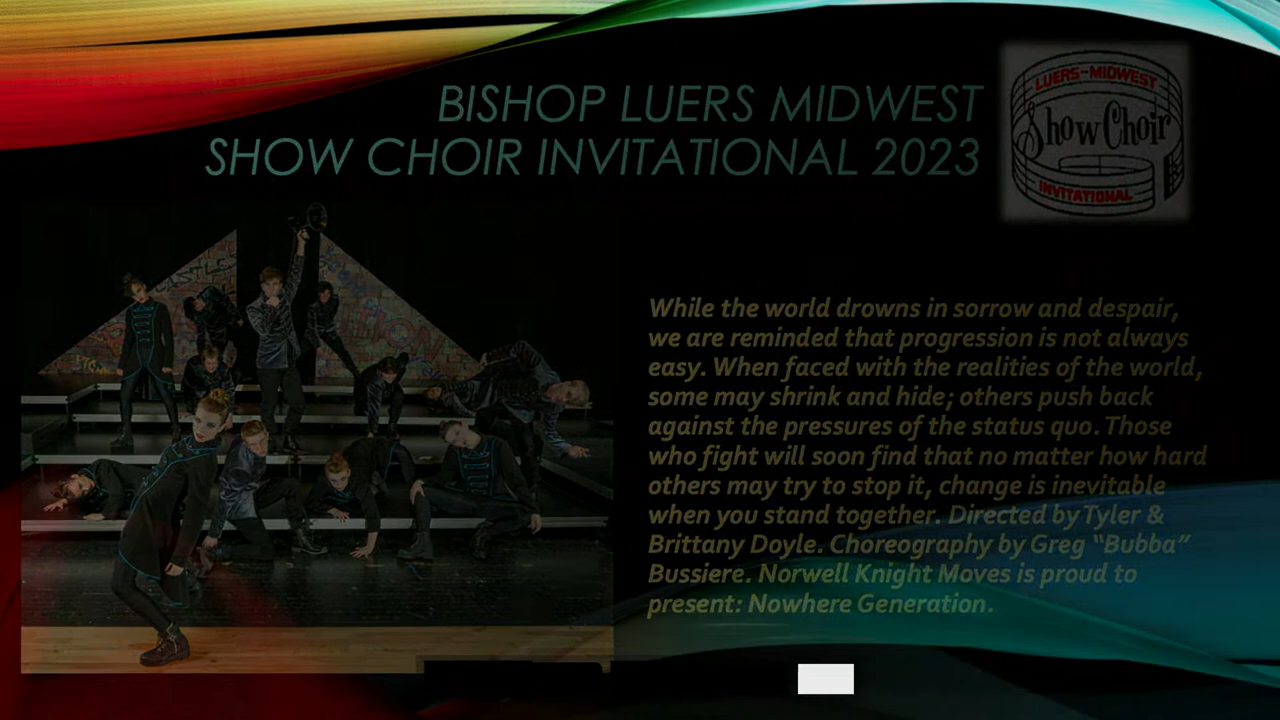 BISHOP LUERS MIDWEST
SHOW CHOIR INVITATIONAL 2023
LUERS-MIDWEST
Show Choir
INVITATIONAL
While the world drowns in sorrow and despair,
we are reminded that progression is not always
easy. When faced with the realities of the world,
some may shrink and hide; others push back
against the pressures of the status quo. Those
who fight will soon find that no matter how hard
others may try to stop it, change is inevitable
when you stand together. Directed by Tyler &
Brittany Doyle. Choreography by Greg “Bubba”
Bussiere. Norwell Knight Moves is proud to
present: Nowhere Generation.